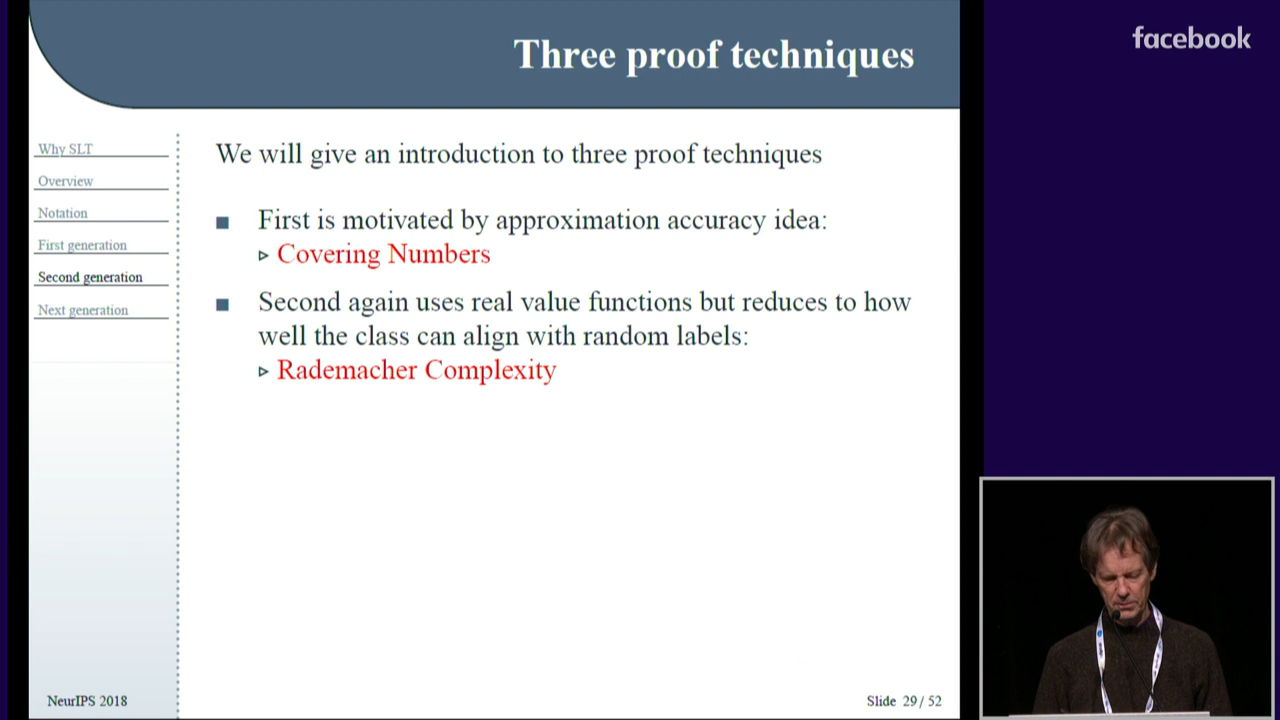 Three proof techniques
facebook
Why SLT
Overview
Notation
First generation
Second generation
Next generation
We will give an introduction to three proof techniques
First is motivated by approximation accuracy idea:
Covering Numbers
Second again uses real value functions but reduces to how
well the class can align with random labels:
Rademacher Complexity
NeurIPS 2018
Slide 29 / 52